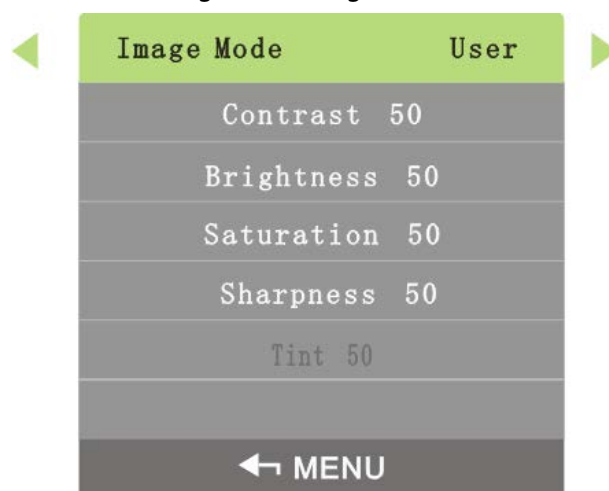 Image Mode User
Contrast 50
Brightness 50
Saturation 50
Sharpness 50
Tint 50
MENU